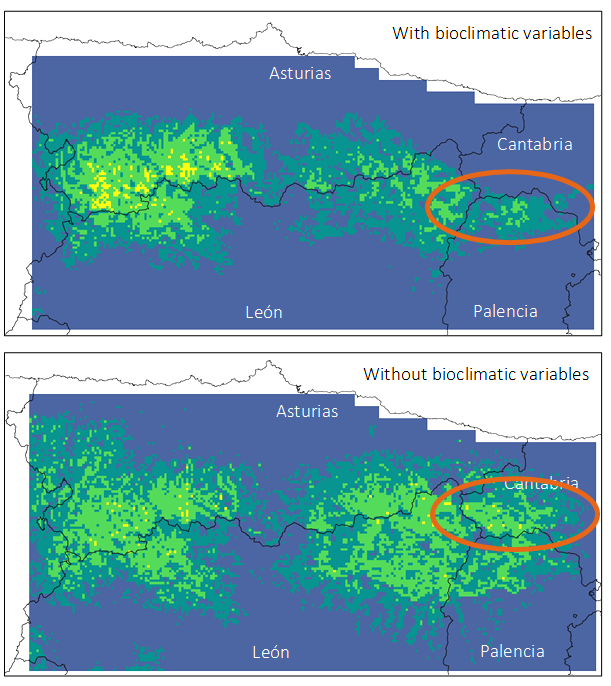 With bioclimatic variables
Asturias
Cantabria
León
Palencia
Without bioclimatic variables
Asturias
Cantabria
León
Palencia